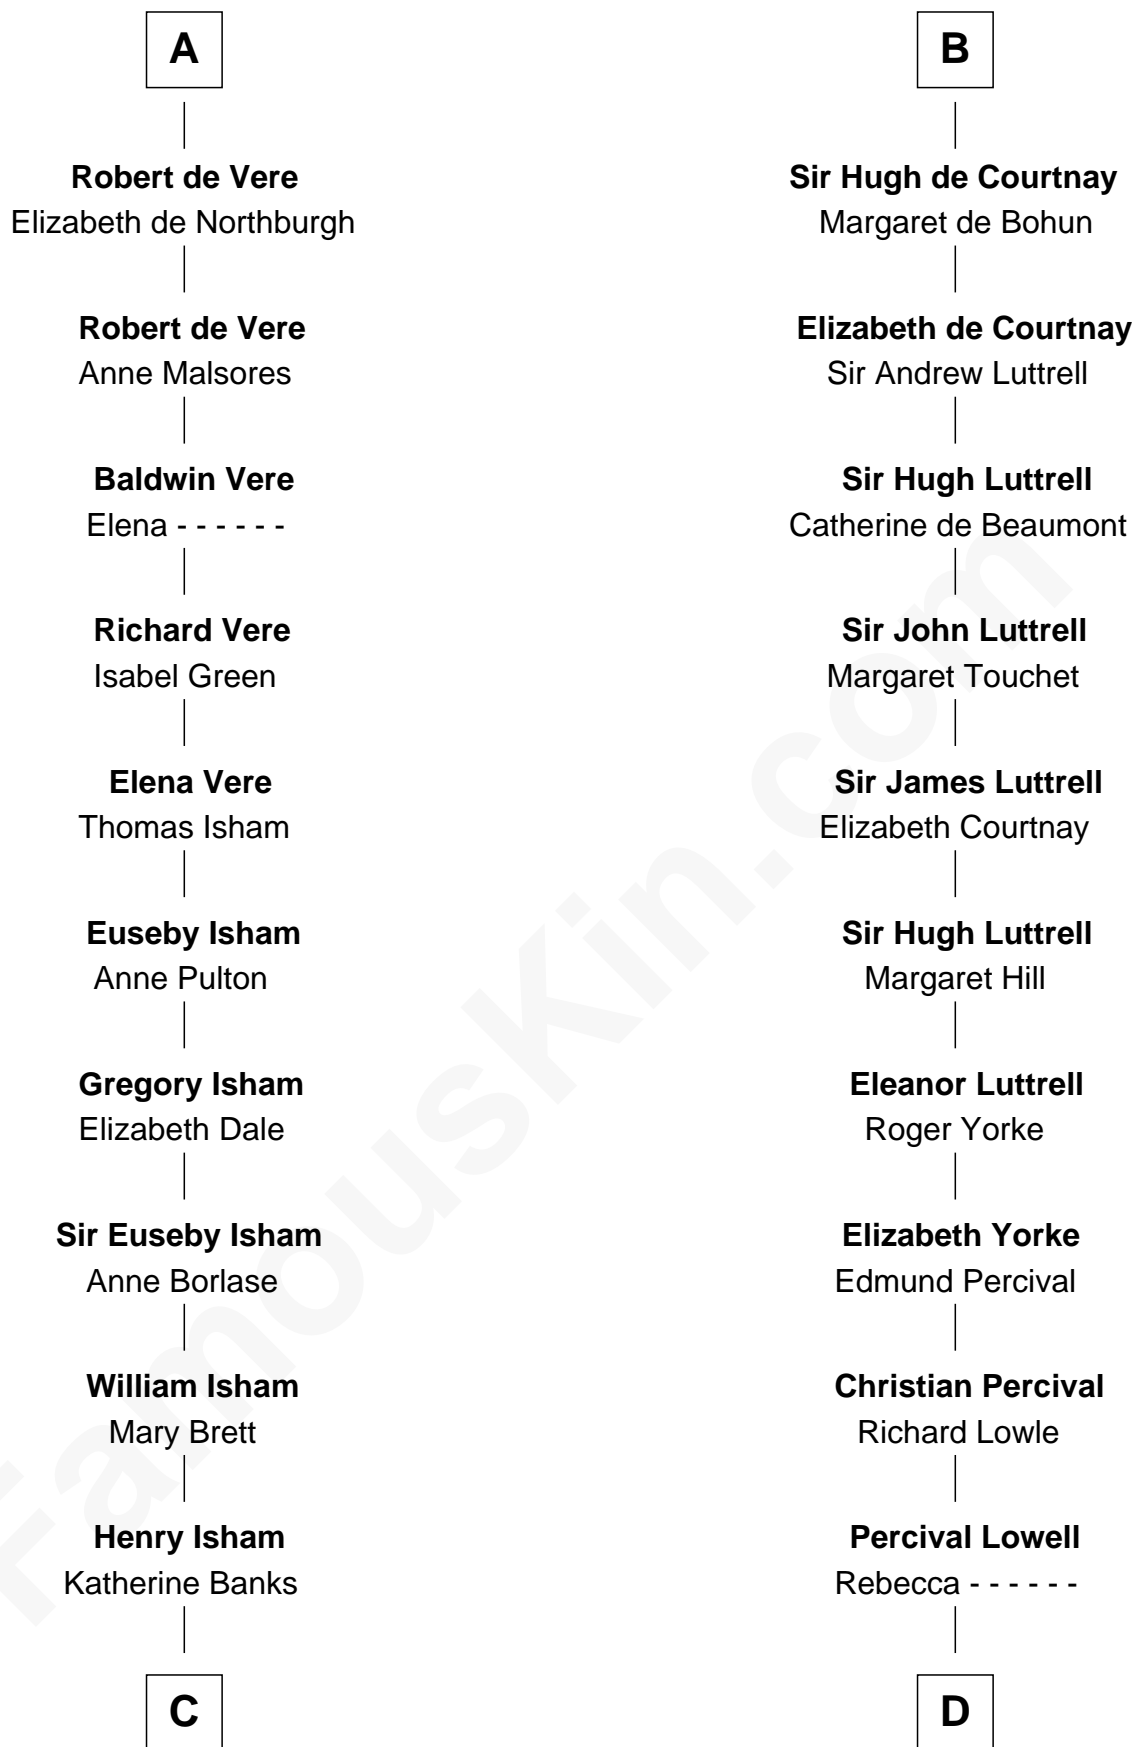 A
Robert de Vere
Elizabeth de Northburgh
Robert de Vere
Anne Malsores
Baldwin Vere
Elena - - - - - -
Richard Vere
Isabel Green
Elena Vere
Thomas Isham
Euseby Isham
Anne Pulton
Gregory Isham
Elizabeth Dale
Sir Euseby Isham
Anne Borlase
William Isham
Mary Brett
Henry Isham
Katherine Banks
C
B
Sir Hugh de Courtnay
Margaret de Bohun
Elizabeth de Courtnay
Sir Andrew Luttrell
Sir Hugh Luttrell
Catherine de Beaumont
Sir John Luttrell
Margaret Touchet
Sir James Luttrell
Elizabeth Courtnay
Sir Hugh Luttrell
Margaret Hill
Eleanor Luttrell
Roger Yorke
Elizabeth Yorke
Edmund Percival
Christian Percival
Richard Lowle
Percival Lowell
Rebecca - - - - - -
D
FamousKin.com